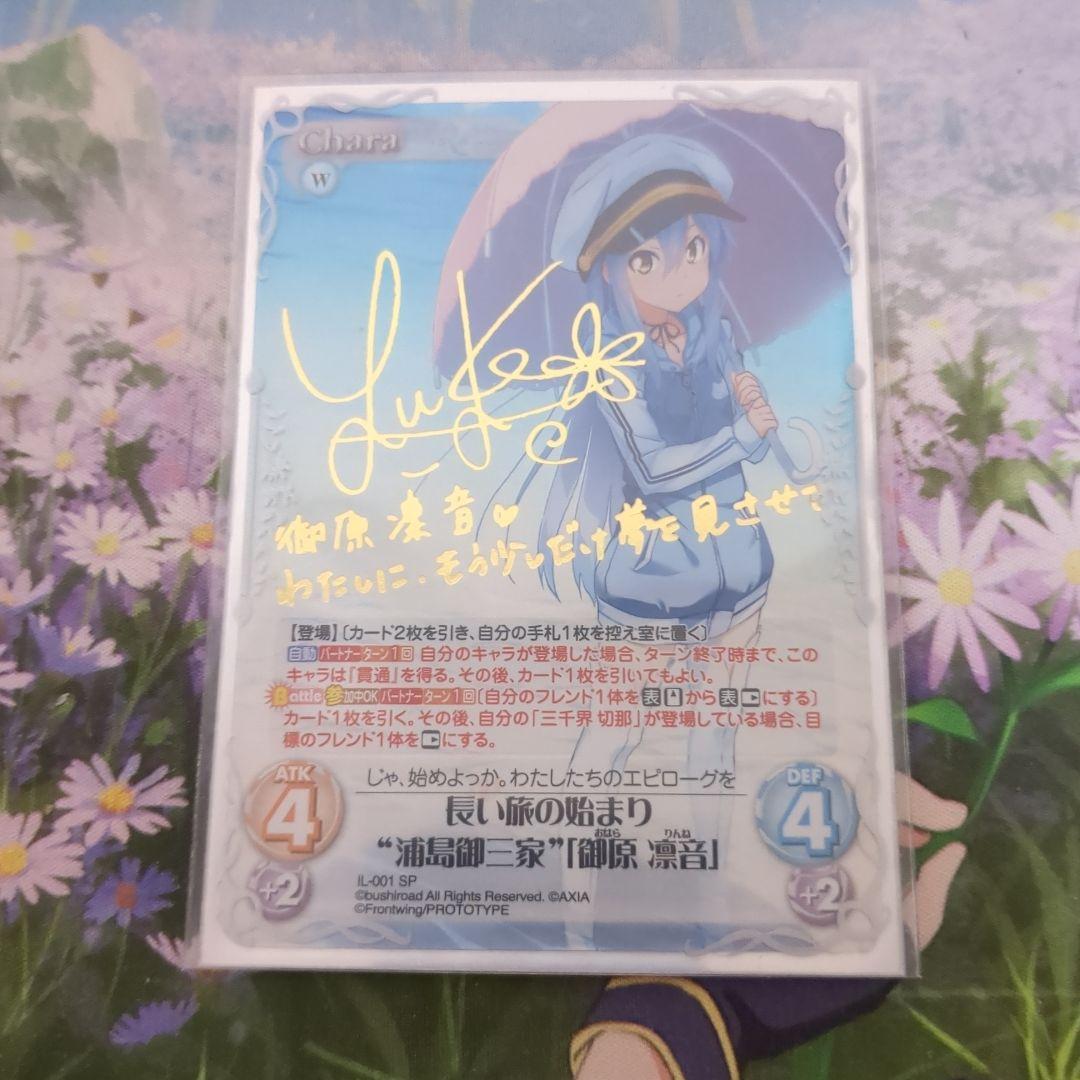 Chara
W
御原凛音♥
わたしに、もう少しだけ夢を見させて
【登場】〔カード2枚を引き、自分の手札1枚を控え室に置く〕
自動 パートナー ターン1回 自分のキャラが登場した場合、ターン終了時まで、この
キャラは『貫通』を得る。その後、カード1枚を引いてもよい。
Battle 参加中OK パートナー ターン1回〔自分のフレンド1体を表から表にする〕
カード1枚を引く。その後、自分の「三千界 切那」が登場している場合、目
標のフレンド1体を にする。
じゃ、始めよっか。わたしたちのエピローグを
ATK
4
+2
DEF
4
+2
長い旅の始まり
おはら りんね
“浦島御三家”「御原 凛音」
IL-001 SP
©bushiroad All Rights Reserved. ©AXIA
©Frontwing/PROTOTYPE